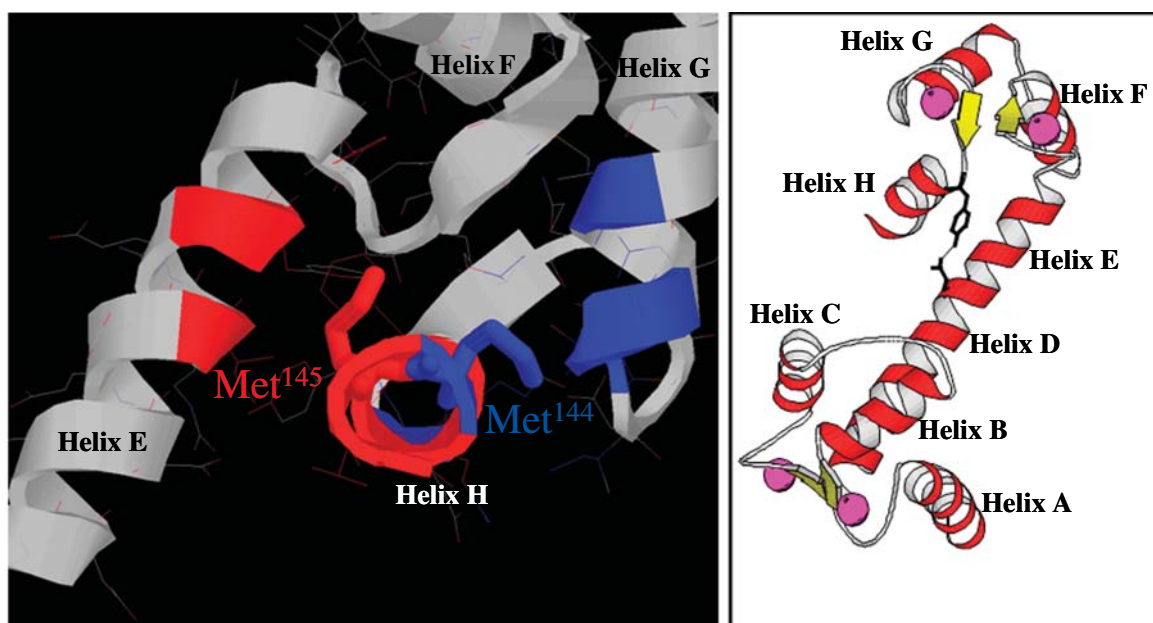 Helix F
Helix G
Met145
Met144
Helix E
Helix H
Helix G
Helix F
Helix H
Helix E
Helix C
Helix D
Helix B
Helix A